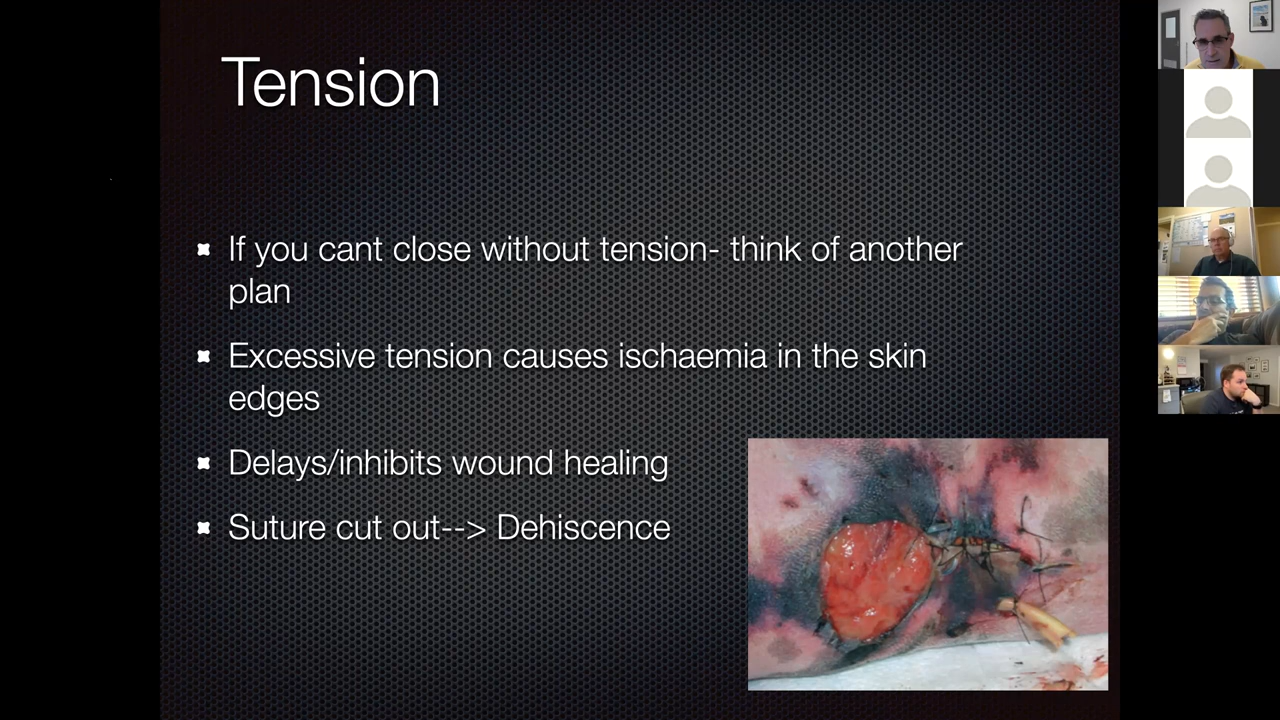 Tension
If you cant close without tension- think of another
plan
Excessive tension causes ischaemia in the skin
edges
Delays/inhibits wound healing
Suture cut out--> Dehiscence